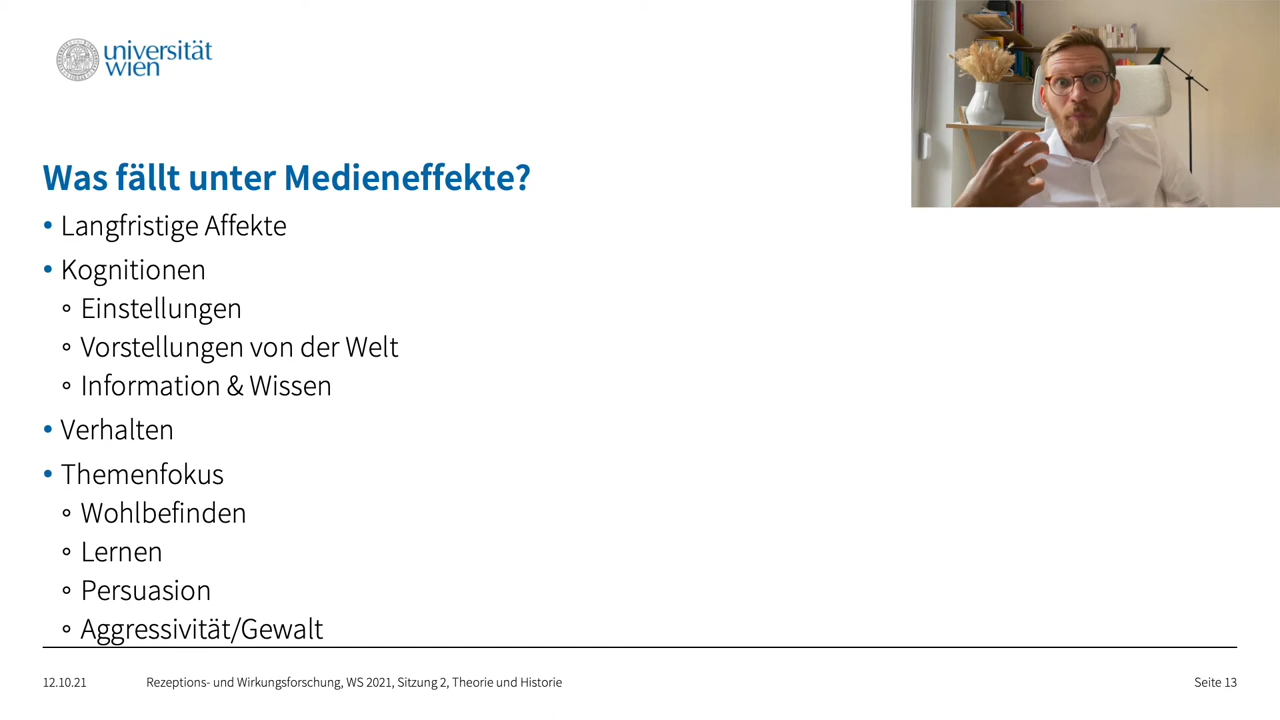 universität
wien
Was fällt unter Medieneffekte?
• Langfristige Affekte
• Kognitionen
◦ Einstellungen
◦ Vorstellungen von der Welt
◦ Information & Wissen
• Verhalten
• Themenfokus
◦ Wohlbefinden
◦ Lernen
◦ Persuasion
◦ Aggressivität/Gewalt
12.10.21 Rezeptions- und Wirkungsforschung, WS 2021, Sitzung 2, Theorie und Historie Seite 13